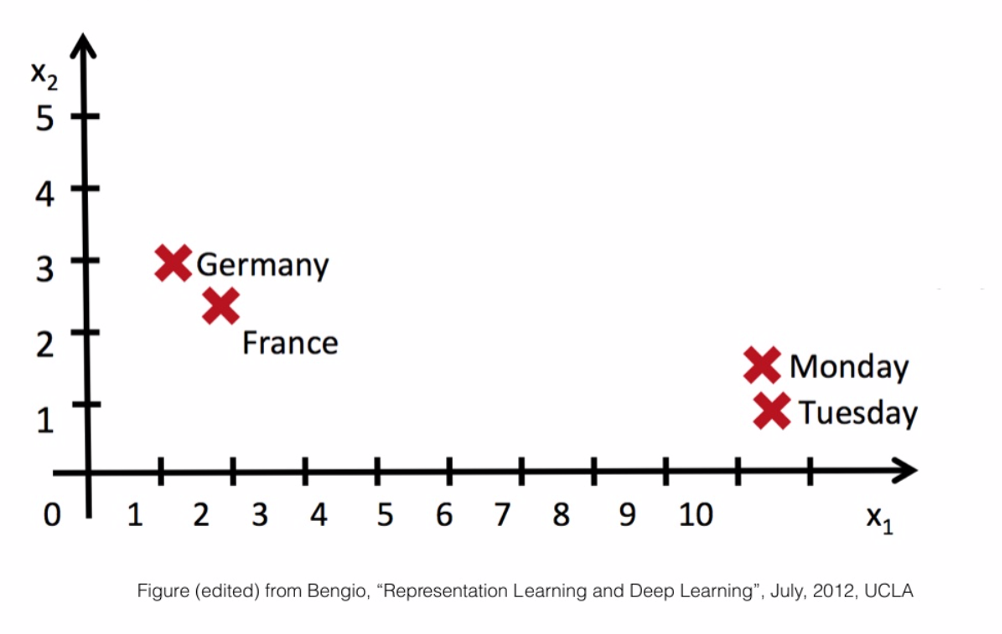 x2
5
4
3
Germany
2
France
Monday
1
Tuesday
0 1 2 3 4 5 6 7 8 9 10 x1
Figure (edited) from Bengio, “Representation Learning and Deep Learning”, July, 2012, UCLA